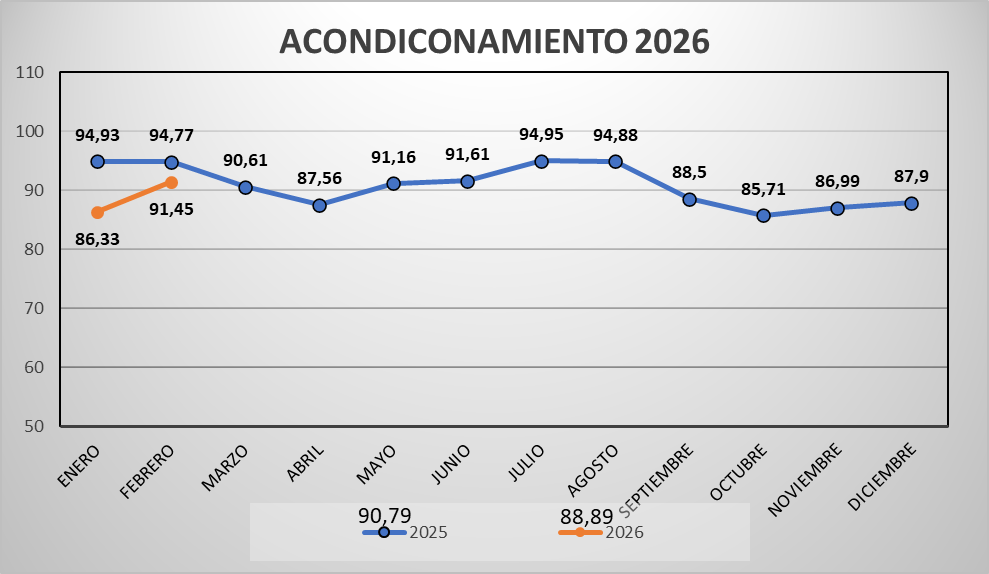 ACONDICONAMIENTO 2026
110
100
90
80
70
60
50
94,93
94,77
90,61
87,56
91,16
91,61
94,95
94,88
88,5
85,71
86,99
87,9
86,33
91,45
ENERO
FEBRERO
MARZO
ABRIL
MAYO
JUNIO
JULIO
AGOSTO
SEPTIEMBRE
OCTUBRE
NOVIEMBRE
DICIEMBRE
90,79
88,89
2025
2026